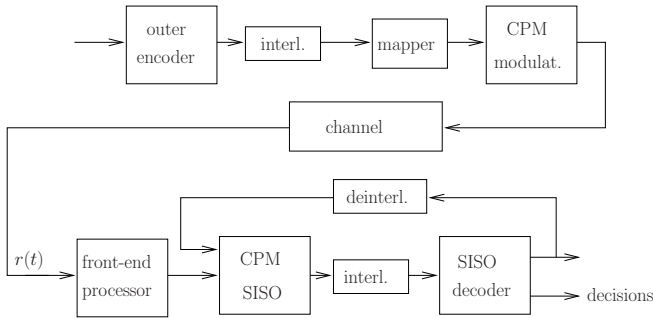 outer
encoder
interl.
mapper
CPM
modulat.
channel
deinterl.
r(t)
front-end
processor
CPM
SISO
interl.
SISO
decoder
decisions